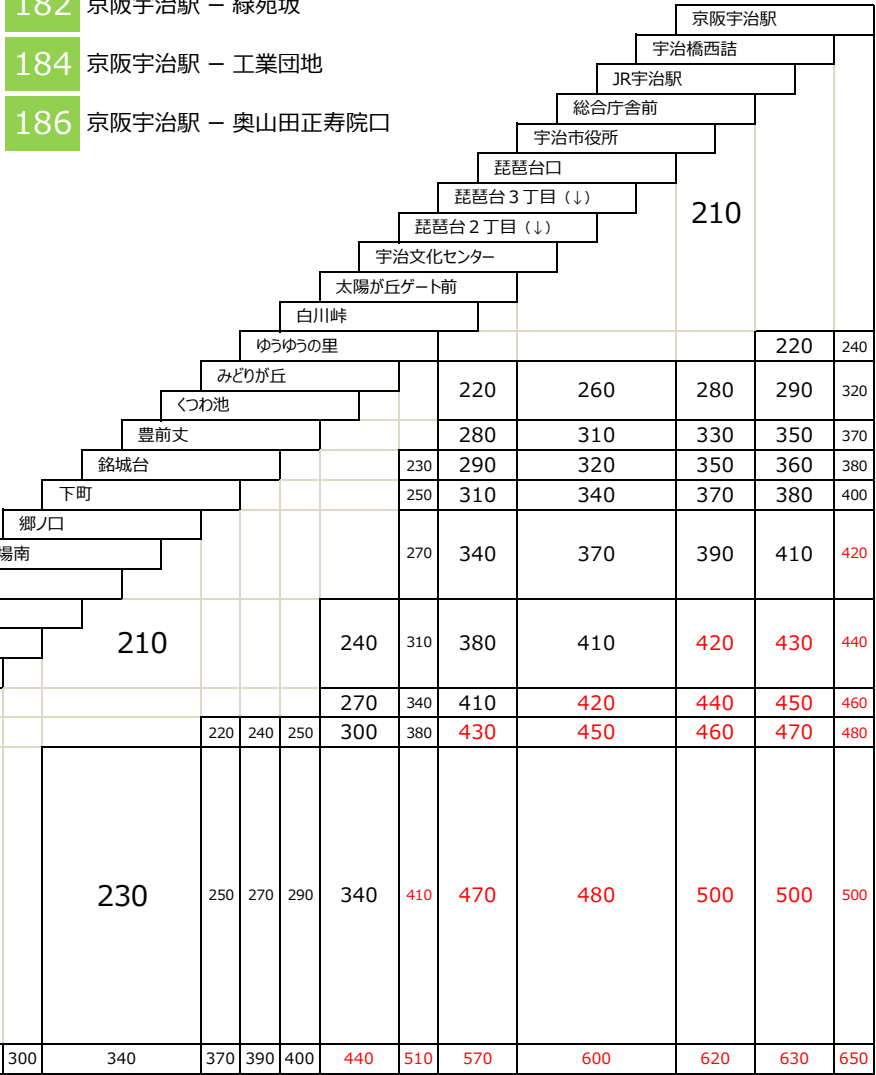 182 京阪宇治駅 － 緑苑坂
京阪宇治駅
宇治橋西詰
184 京阪宇治駅 － 工業団地
JR宇治駅
総合庁舎前
186 京阪宇治駅 － 奥山田正寿院口
宇治市役所
琵琶台口
琵琶台３丁目（↓）
210
琵琶台２丁目（↓）
宇治文化センター
太陽が丘ゲート前
白川峠
ゆうゆうの里 220 240
みどりが丘
220 260 280 290 320
くつわ池
豊前丈 280 310 330 350 370
銘城台 230 290 320 350 360 380
下町 250 310 340 370 380 400
郷ノ口
場南 270 340 370 390 410 420
210 240 310 380 410 420 430 440
270 340 410 420 440 450 460
220 240 250 300 380 430 450 460 470 480
230 250 270 290 340 410 470 480 500 500 500
300 340 370 390 400 440 510 570 600 620 630 650